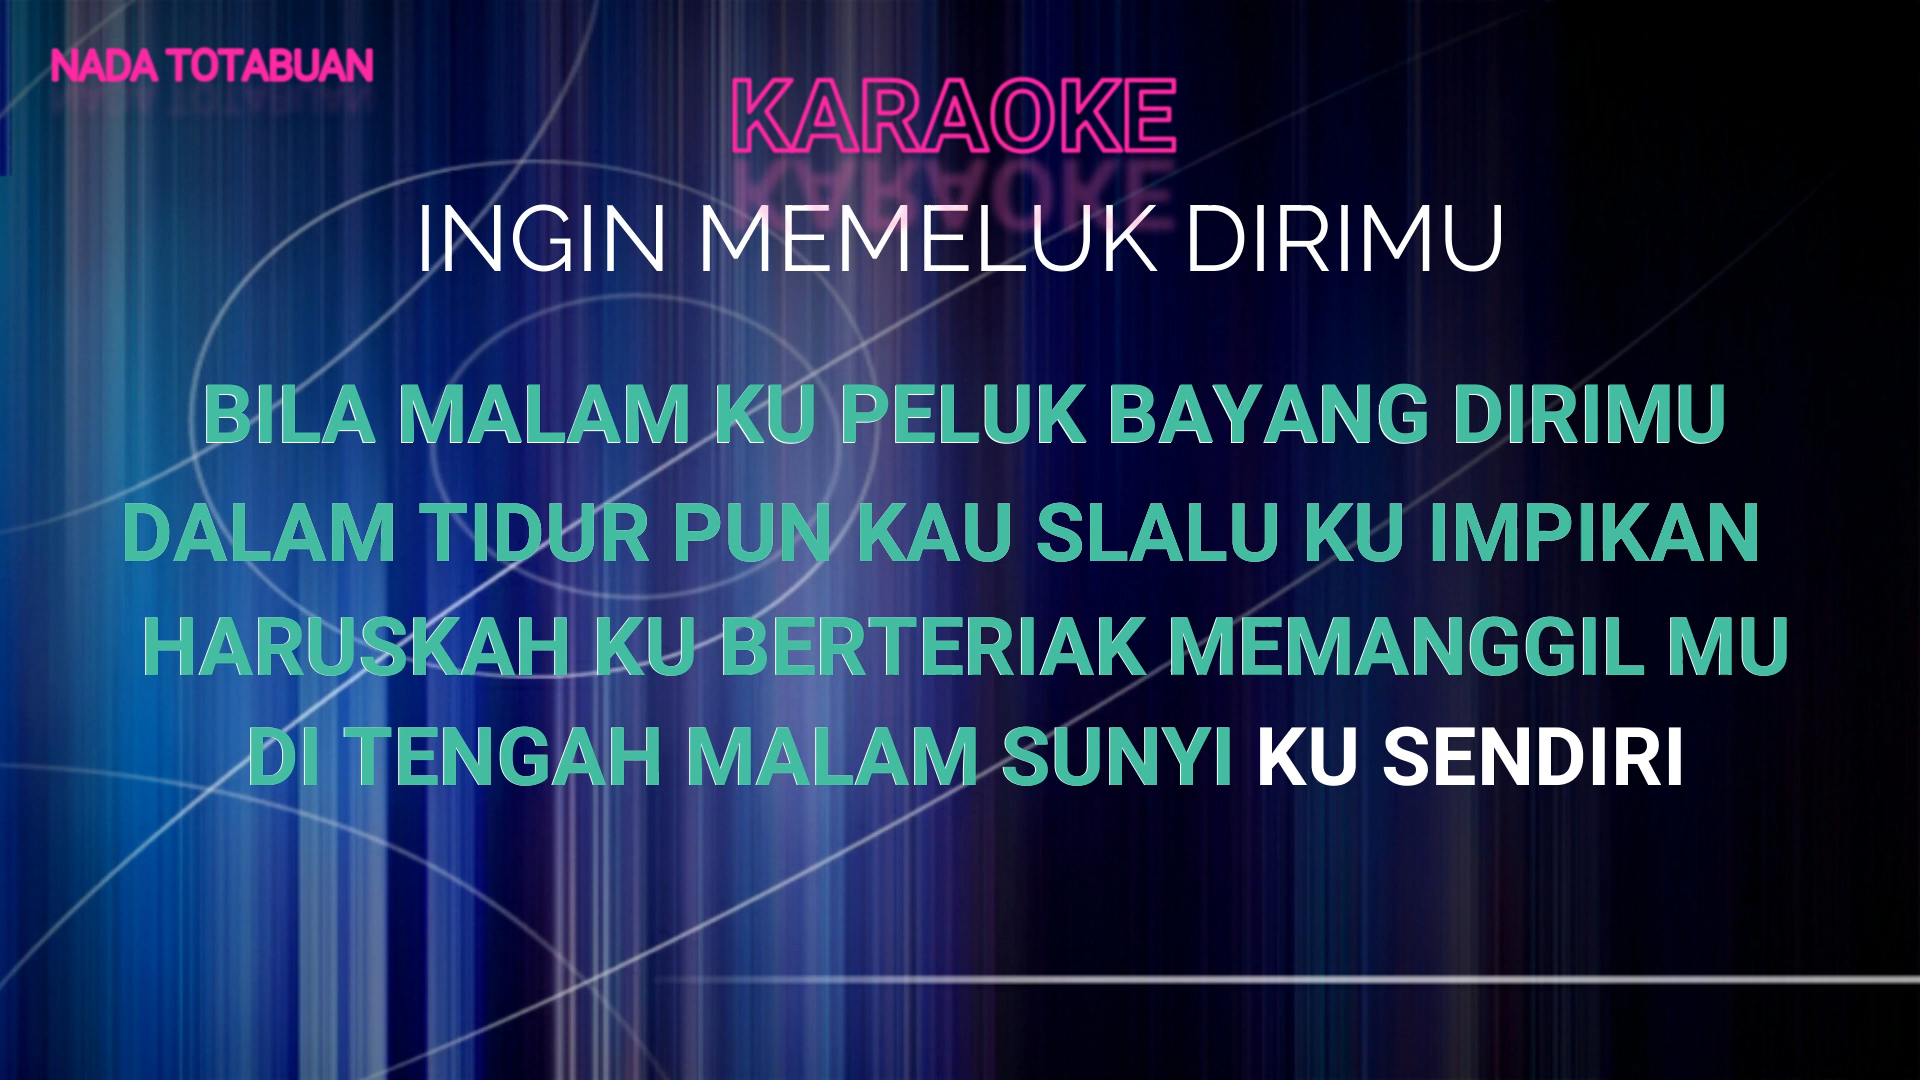 NADA TOTABUAN
KARAOKE
INGIN MEMELUK DIRIMU
BILA MALAM KU PELUK BAYANG DIRIMU
DALAM TIDUR PUN KAU SLALU KU IMPIKAN
HARUSKAH KU BERTERIAK MEMANGGIL MU
DI TENGAH MALAM SUNYI KU SENDIRI